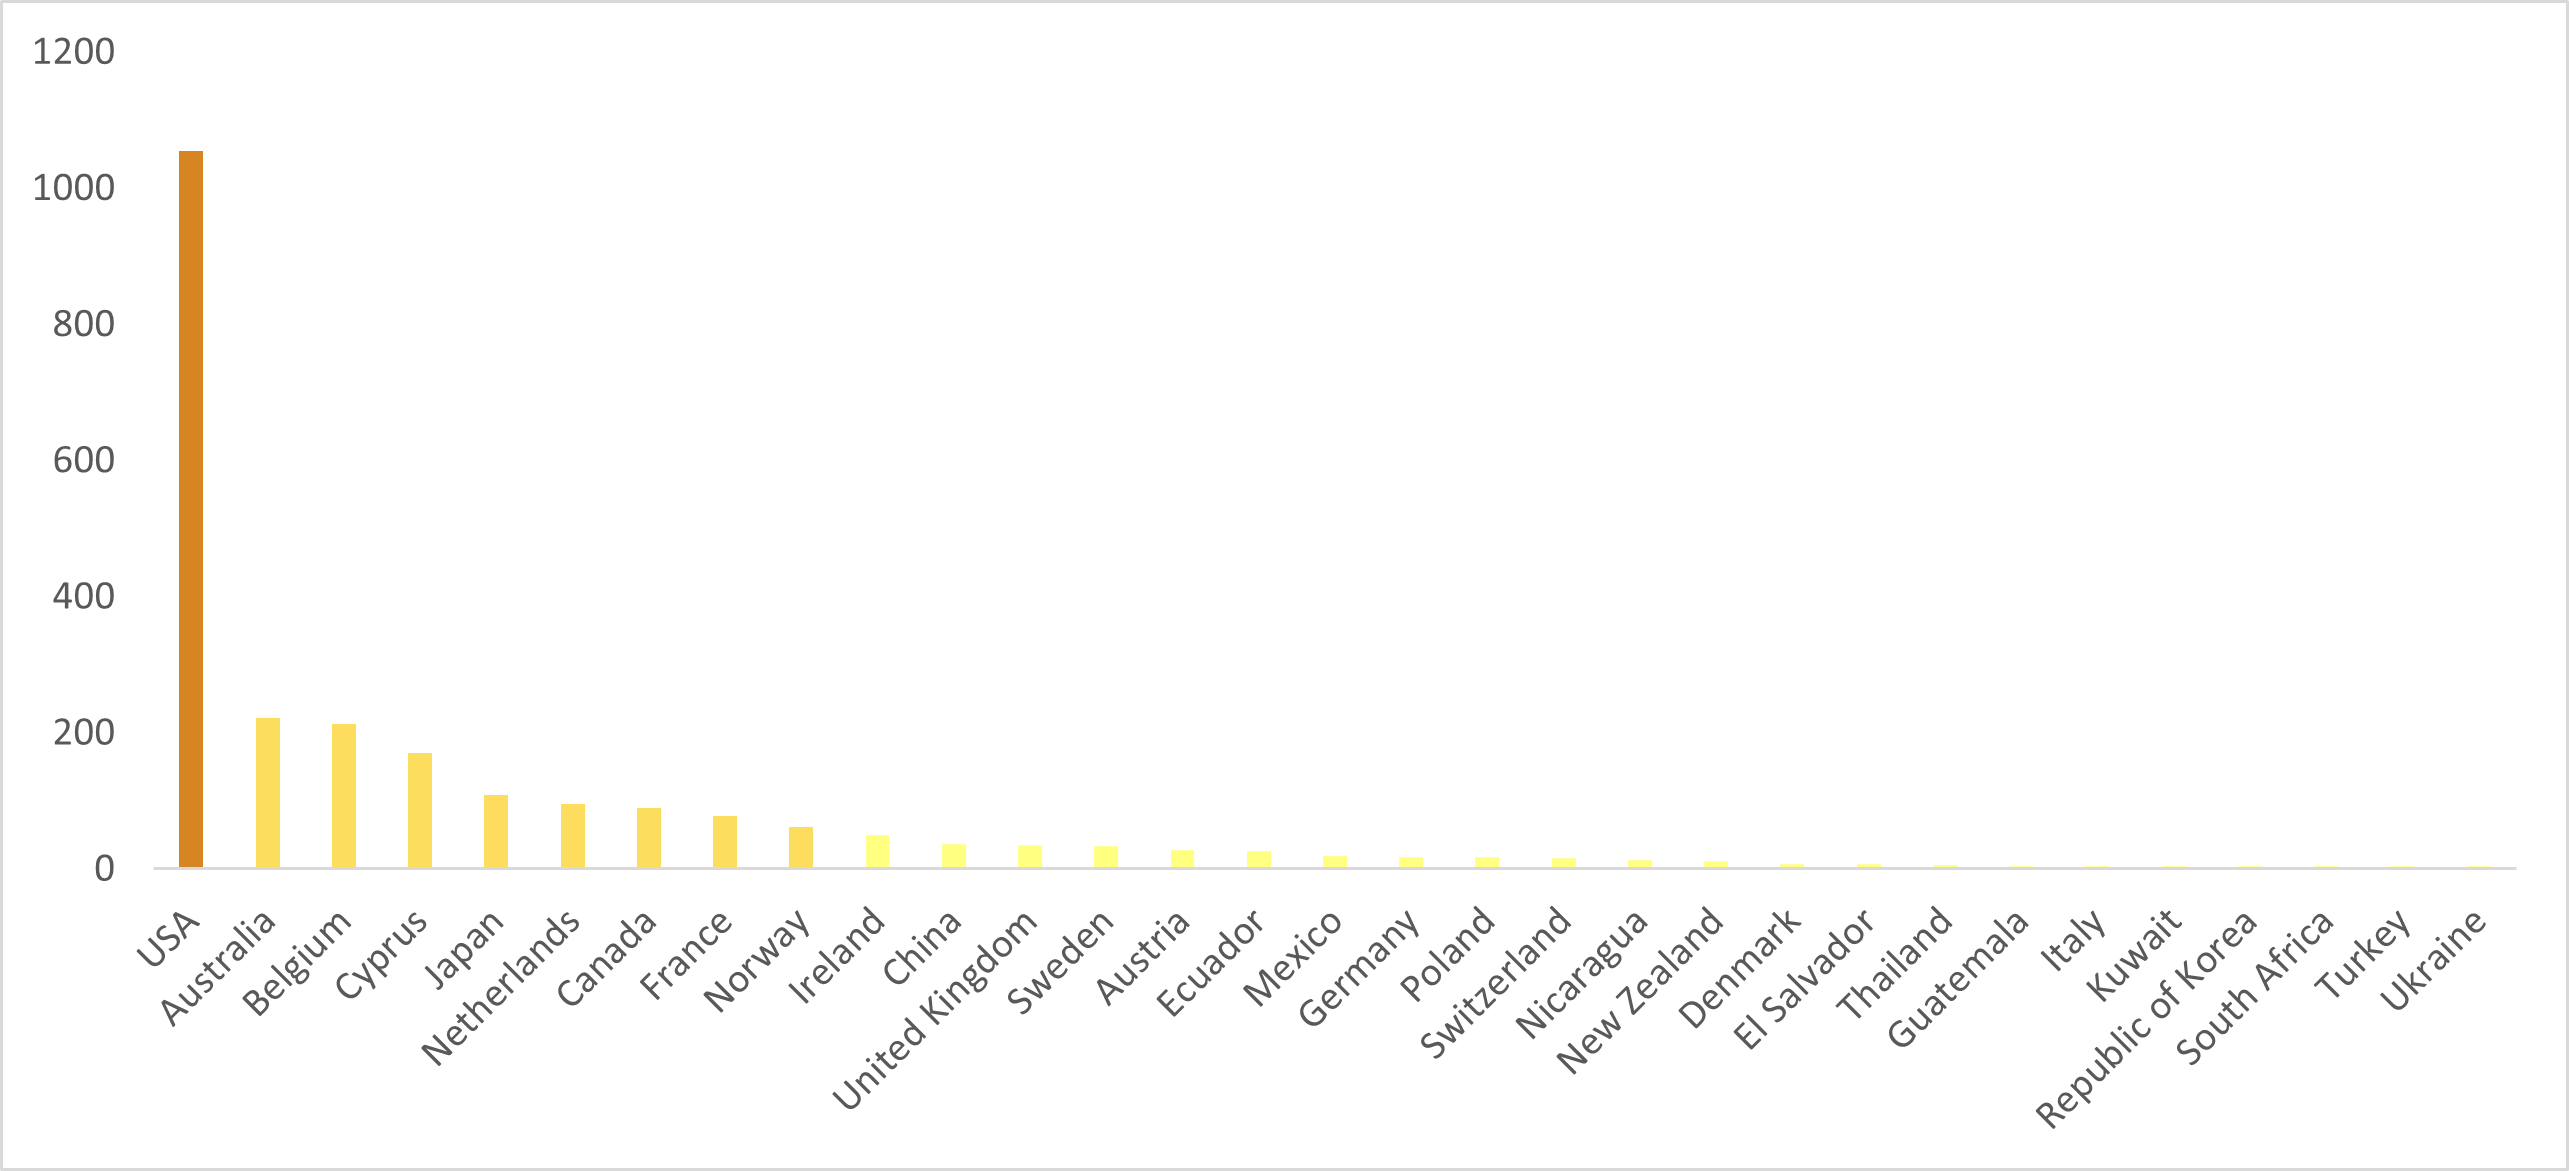 1200
1000
800
600
400
200
0
USA
Australia
Belgium
Cyprus
Japan
Netherlands
Canada
France
Norway
Ireland
China
United Kingdom
Sweden
Austria
Ecuador
Mexico
Germany
Poland
Switzerland
Nicaragua
New Zealand
Denmark
El Salvador
Thailand
Guatemala
Italy
Kuwait
Republic of Korea
South Africa
Turkey
Ukraine